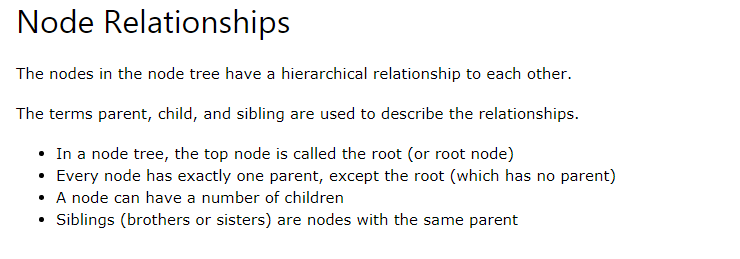 Node Relationships
The nodes in the node tree have a hierarchical relationship to each other.
The terms parent, child, and sibling are used to describe the relationships.
• In a node tree, the top node is called the root (or root node)
• Every node has exactly one parent, except the root (which has no parent)
• A node can have a number of children
• Siblings (brothers or sisters) are nodes with the same parent